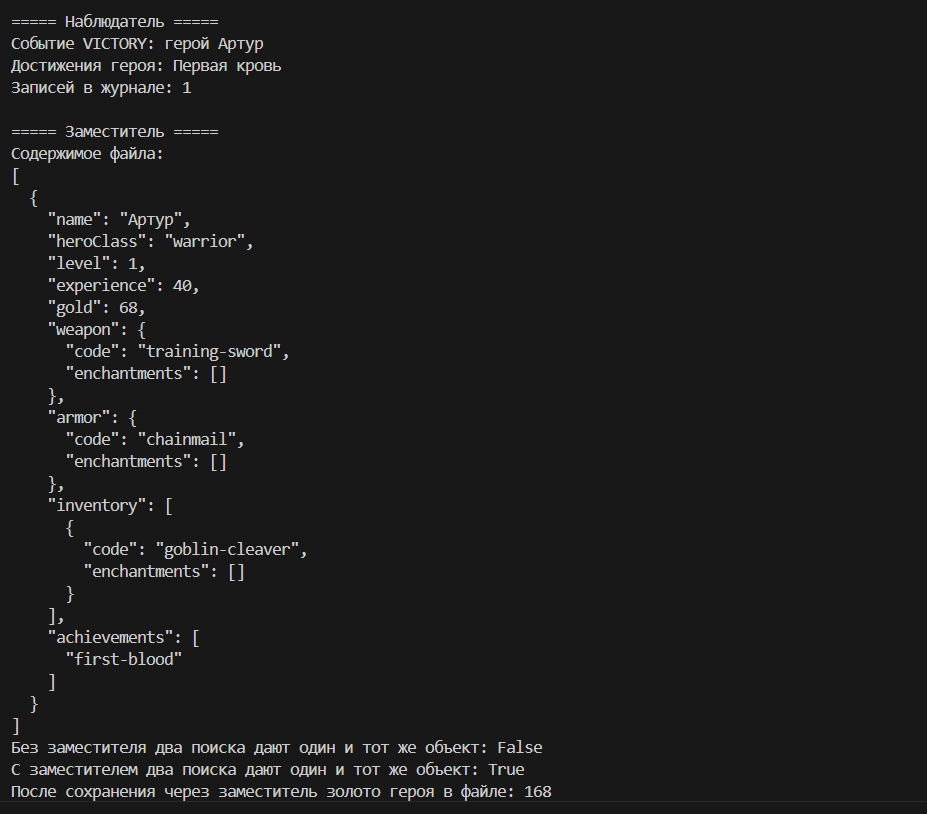 ===== Наблюдатель =====
Событие VICTORY: герой Артур
Достижения героя: Первая кровь
Записей в журнале: 1

===== Заместитель =====
Содержимое файла:
[
  {
    "name": "Артур",
    "heroClass": "warrior",
    "level": 1,
    "experience": 40,
    "gold": 68,
    "weapon": {
      "code": "training-sword",
      "enchantments": []
    },
    "armor": {
      "code": "chainmail",
      "enchantments": []
    },
    "inventory": [
      {
        "code": "goblin-cleaver",
        "enchantments": []
      }
    ],
    "achievements": [
      "first-blood"
    ]
  }
]
Без заместителя два поиска дают один и тот же объект: False
С заместителем два поиска дают один и тот же объект: True
После сохранения через заместитель золото героя в файле: 168